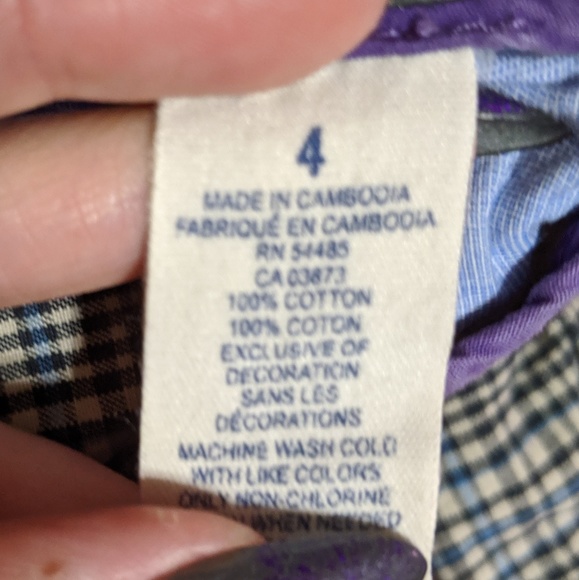 4
MADE IN CAMBODIA
FABRIQUÉ EN CAMBODIA
RN 54485
CA 03673
100% COTTON
100% COTON
EXCLUSIVE OF
DECORATION
SANS LES
DÉCORATIONS
MACHINE WASH COLD
WITH LIKE COLORS
ONLY NON-CHLORINE
WHEN NEEDED